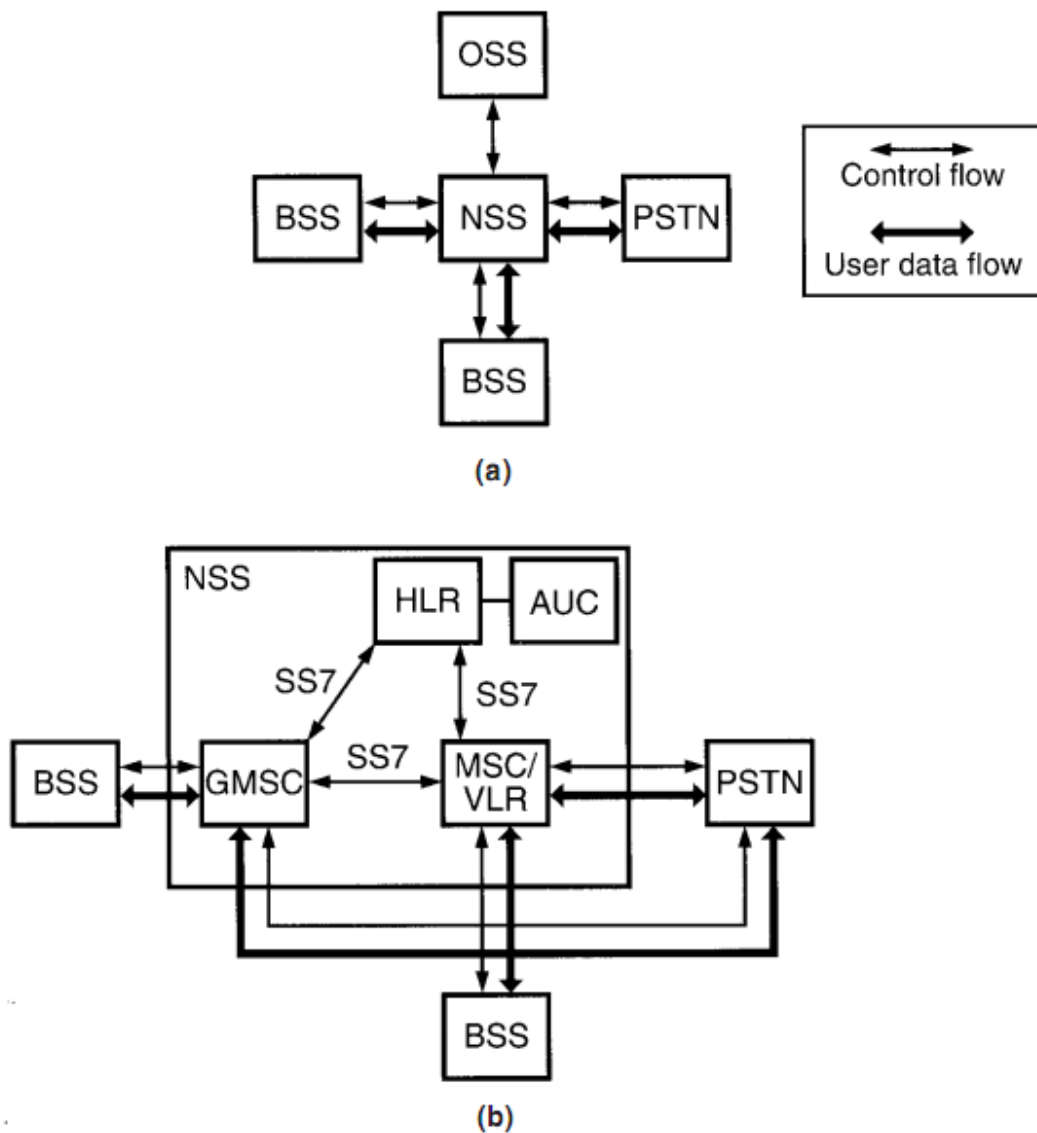 OSS
BSS
NSS
PSTN
BSS
Control flow
User data flow
(a)
NSS
HLR
AUC
SS7
SS7
SS7
BSS
GMSC
MSC/
VLR
PSTN
BSS
(b)